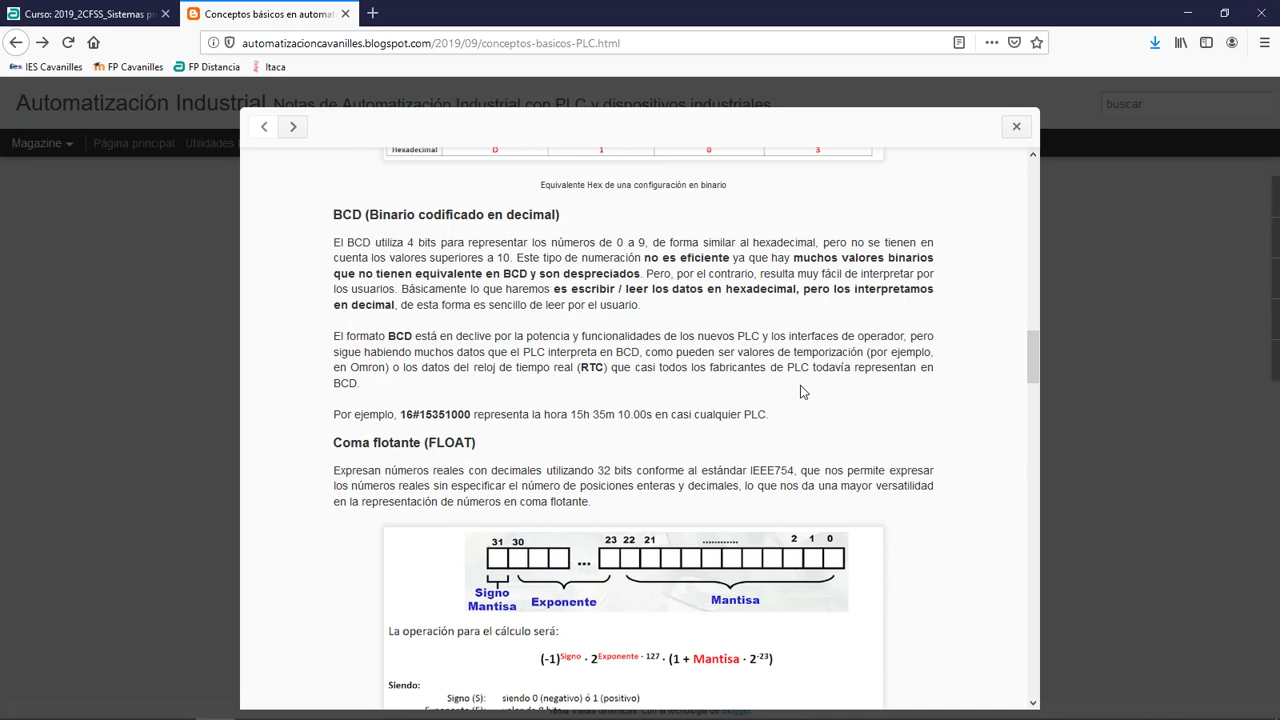 Curso: 2019_2CFSS_Sistemas pr
Conceptos básicos en automat
automatizacioncavanilles.blogspot.com/2019/09/conceptos-basicos-PLC.html
IES Cavanilles
FP Cavanilles
FP Distancia
Itaca
Automatización Industrial Notas de Automatización Industrial con PLC y dispositivos industriales
buscar
Magazine
Página principal
Utilidades
Hexadecimal D 1 0 3
Equivalente Hex de una configuración en binario
BCD (Binario codificado en decimal)
El BCD utiliza 4 bits para representar los números de 0 a 9, de forma similar al hexadecimal, pero no se tienen en
cuenta los valores superiores a 10. Este tipo de numeración no es eficiente ya que hay muchos valores binarios
que no tienen equivalente en BCD y son despreciados. Pero, por el contrario, resulta muy fácil de interpretar por
los usuarios. Básicamente lo que haremos es escribir / leer los datos en hexadecimal, pero los interpretamos
en decimal, de esta forma es sencillo de leer por el usuario.
El formato BCD está en declive por la potencia y funcionalidades de los nuevos PLC y los interfaces de operador, pero
sigue habiendo muchos datos que el PLC interpreta en BCD, como pueden ser valores de temporización (por ejemplo,
en Omron) o los datos del reloj de tiempo real (RTC) que casi todos los fabricantes de PLC todavía representan en
BCD.
Por ejemplo, 16#15351000 representa la hora 15h 35m 10.00s en casi cualquier PLC.
Coma flotante (FLOAT)
Expresan números reales con decimales utilizando 32 bits conforme al estándar IEEE754, que nos permite expresar
los números reales sin especificar el número de posiciones enteras y decimales, lo que nos da una mayor versatilidad
en la representación de números en coma flotante.
31 30 23 22 21 ............ 2 1 0
...
Signo
Mantisa
Exponente
Mantisa
La operación para el cálculo será:
(-1)Signo · 2Exponente - 127 · (1 + Mantisa · 2-23)
Siendo:
Signo (S): siendo 0 (negativo) ó 1 (positivo)